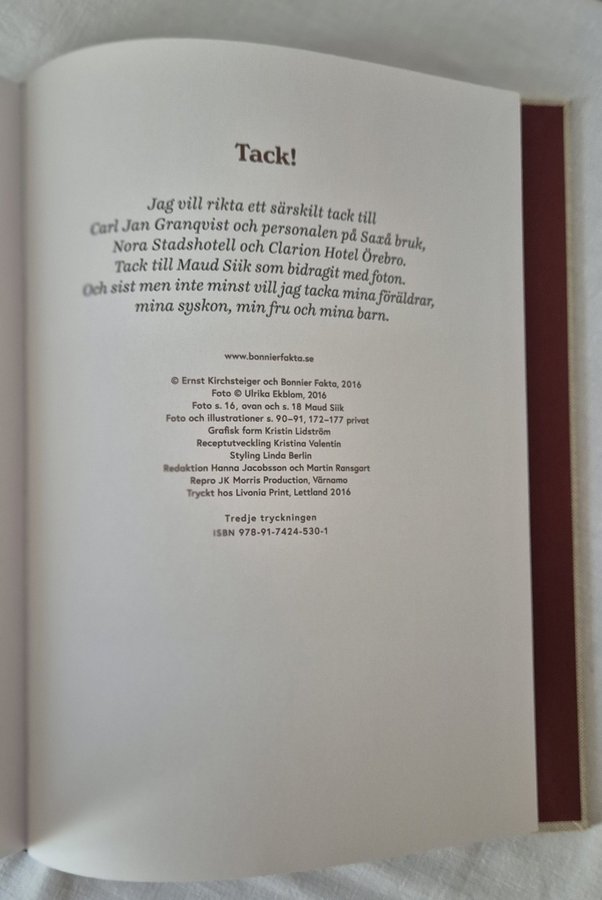 Tack!
Jag vill rikta ett särskilt tack till
Carl Jan Granqvist och personalen på Saxå bruk,
Nora Stadshotell och Clarion Hotel Örebro.
Tack till Maud Siik som bidragit med foton.
Och sist men inte minst vill jag tacka mina föräldrar,
mina syskon, min fru och mina barn.
www.bonnierfakta.se
© Ernst Kirchsteiger och Bonnier Fakta, 2016
Foto © Ulrika Ekblom, 2016
Foto s. 16, ovan och s. 18 Maud Siik
Foto och illustrationer s. 90–91, 172–177 privat
Grafisk form Kristin Lidström
Receptutveckling Kristina Valentin
Styling Linda Berlin
Redaktion Hanna Jacobsson och Martin Ransgart
Repro JK Morris Production, Värnamo
Tryckt hos Livonia Print, Lettland 2016
Tredje tryckningen
ISBN 978-91-7424-530-1